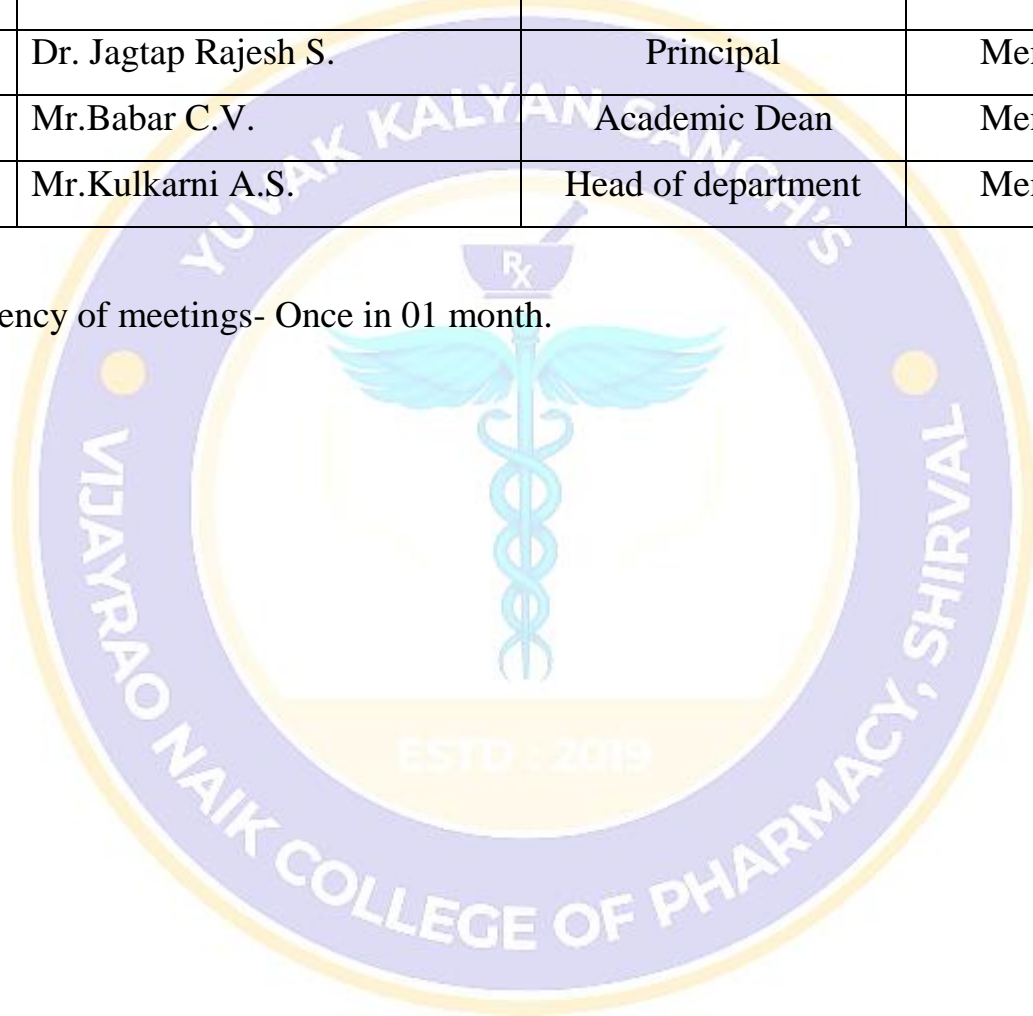 Dr. Jagtap Rajesh S. Principal
Mr.Babar C.V. Academic Dean
Mr.Kulkarni A.S. Head of department
ency of meetings- Once in 01 month.
YUVAK KALYAN SANGH'S
Rx
VIJAYRAO NAIK COLLEGE OF PHARMACY, SHIRVAL
ESTD : 2019